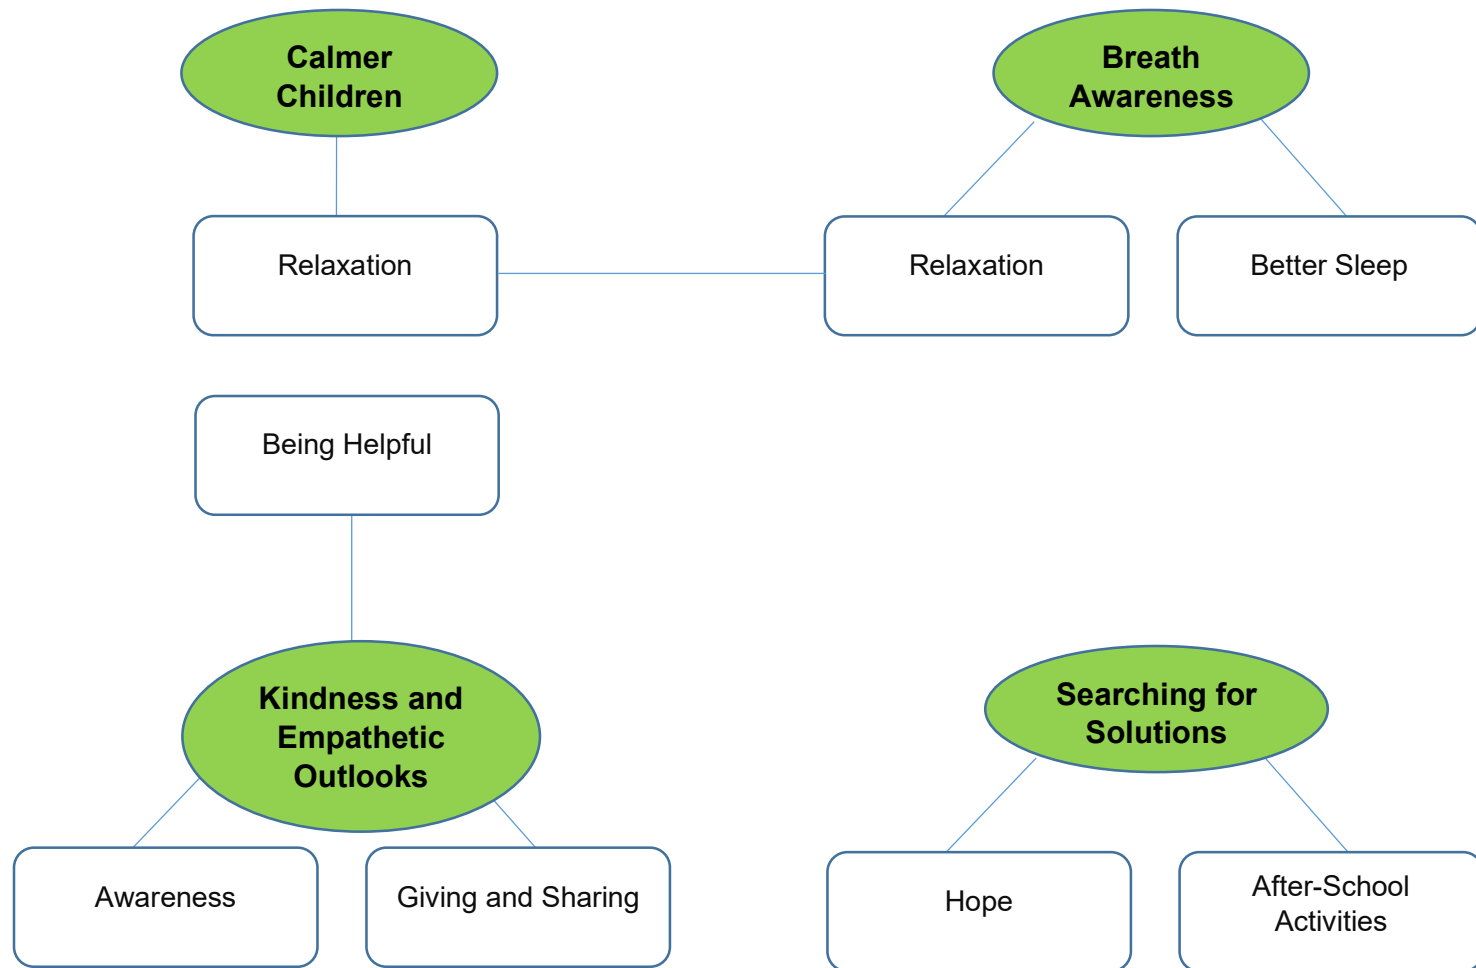 Calmer
Children
Breath
Awareness
Relaxation
Relaxation
Better Sleep
Being Helpful
Kindness and
Empathetic
Outlooks
Searching for
Solutions
Awareness
Giving and Sharing
Hope
After-School
Activities